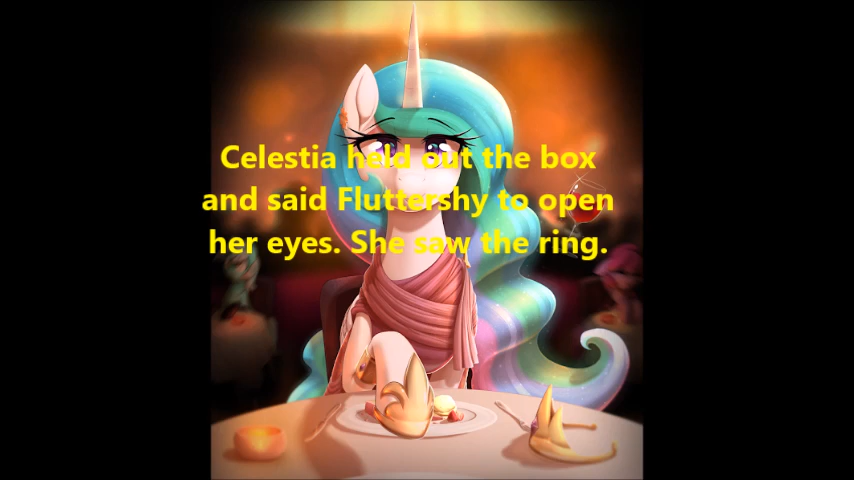 Celestia held out the box
and said Fluttershy to open
her eyes. She saw the ring.